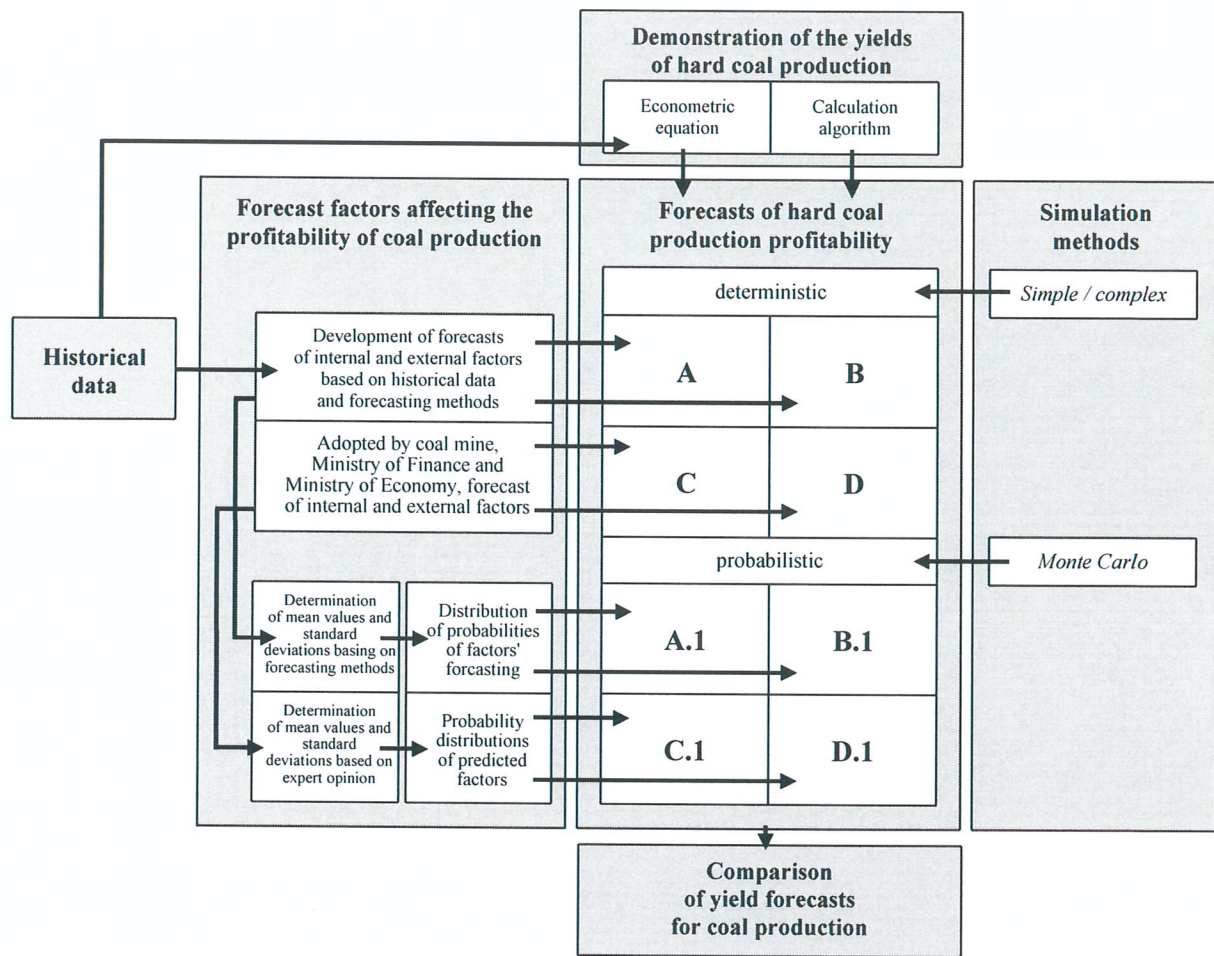 Demonstration of the yields
of hard coal production
Econometric
equation
Calculation
algorithm
Forecast factors affecting the
profitability of coal production
Forecasts of hard coal
production profitability
Simulation
methods
deterministic
Simple / complex
Historical
data
Development of forecasts
of internal and external factors
based on historical data
and forecasting methods
A
B
Adopted by coal mine,
Ministry of Finance and
Ministry of Economy, forecast
of internal and external factors
C
D
probabilistic
Monte Carlo
Determination
of mean values and
standard
deviations basing on
forecasting methods
Distribution
of probabilities
of factors'
forcasting
A.1
B.1
Determination
of mean values and
standard
deviations based on
expert opinion
Probability
distributions
of predicted
factors
C.1
D.1
Comparison
of yield forecasts
for coal production